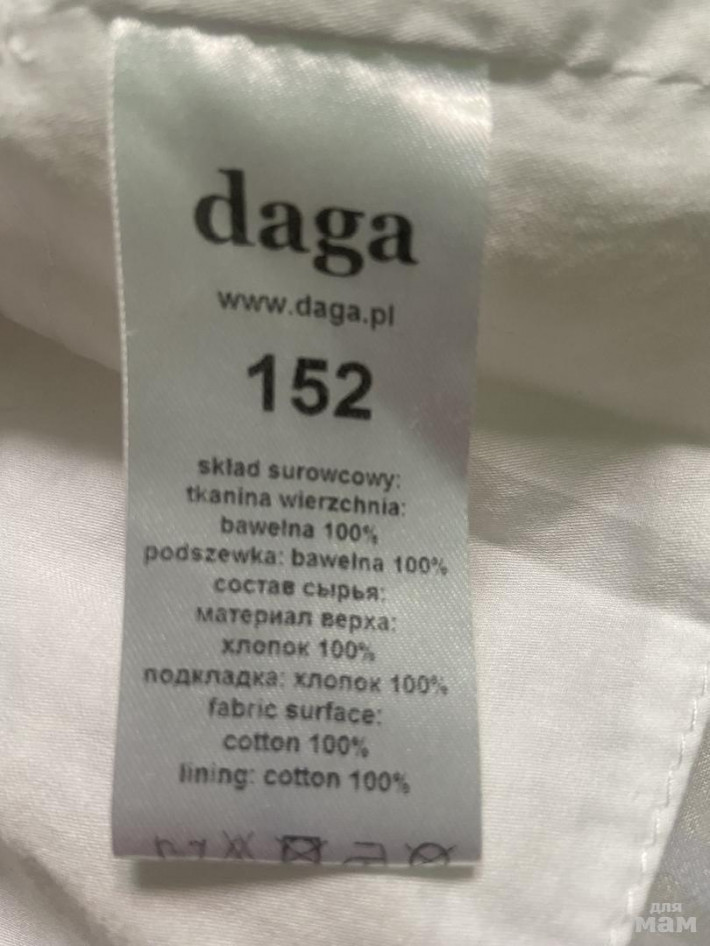 daga
www.daga.pl
152
skład surowcowy:
tkanina wierzchnia:
bawełna 100%
podszewka: bawełna 100%
состав сырья:
материал верха:
хлопок 100%
подкладка: хлопок 100%
fabric surface:
cotton 100%
lining: cotton 100%
для
мам